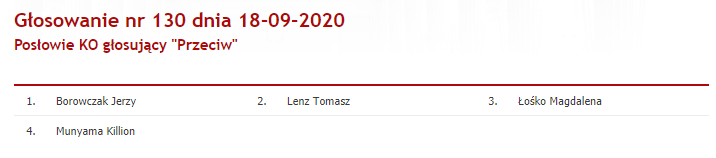 Głosowanie nr 130 dnia 18-09-2020
Posłowie KO głosujący "Przeciw"
1. Borowczak Jerzy 2. Lenz Tomasz 3. Łośko Magdalena
4. Munyama Killion